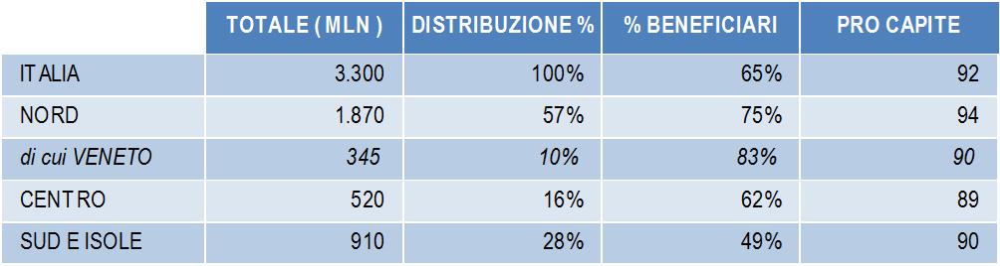 TOTALE ( MLN ) DISTRIBUZIONE % % BENEFICIARI PRO CAPITE
ITALIA 3.300 100% 65% 92
NORD 1.870 57% 75% 94
di cui VENETO 345 10% 83% 90
CENTRO 520 16% 62% 89
SUD E ISOLE 910 28% 49% 90